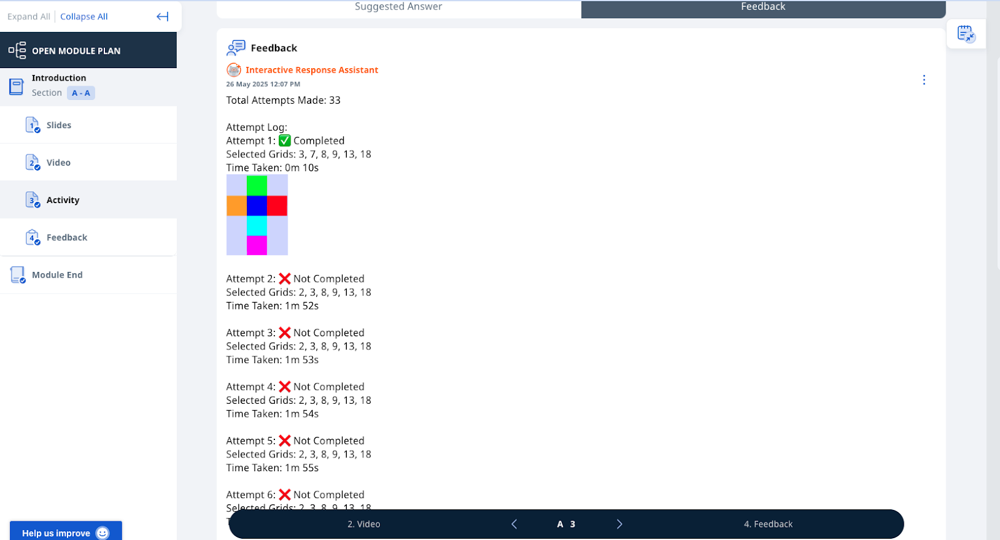 Expand All | Collapse All
OPEN MODULE PLAN
Introduction
Section A - A
1 Slides
2 Video
3 Activity
4 Feedback
Module End
Help us improve
Suggested Answer
Feedback
Feedback
Interactive Response Assistant
26 May 2025 12:07 PM
Total Attempts Made: 33
Attempt Log:
Attempt 1: ✅ Completed
Selected Grids: 3, 7, 8, 9, 13, 18
Time Taken: 0m 10s
Attempt 2: ❌ Not Completed
Selected Grids: 2, 3, 8, 9, 13, 18
Time Taken: 1m 52s
Attempt 3: ❌ Not Completed
Selected Grids: 2, 3, 8, 9, 13, 18
Time Taken: 1m 53s
Attempt 4: ❌ Not Completed
Selected Grids: 2, 3, 8, 9, 13, 18
Time Taken: 1m 54s
Attempt 5: ❌ Not Completed
Selected Grids: 2, 3, 8, 9, 13, 18
Time Taken: 1m 55s
Attempt 6: ❌ Not Completed
Selected Grids: 2, 3, 8, 9, 13, 18
2. Video
A 3
4. Feedback